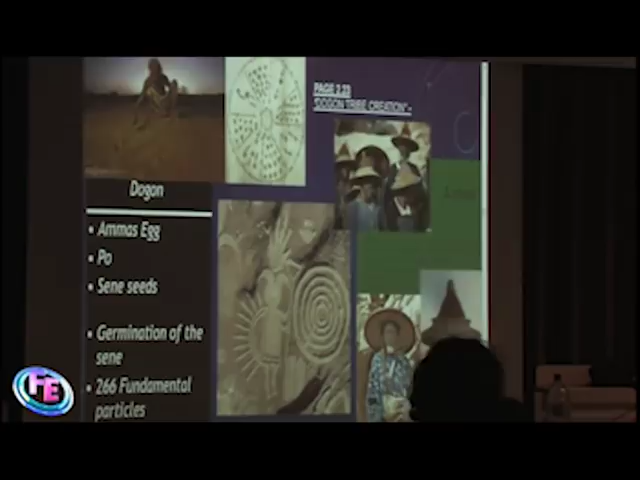 PAGE 2.23
"DOGON TRIBE CREATION"-
Dogon
• Ammas Egg
• Po
• Sene seeds
• Germination of the
sene
• 266 Fundamental
particles
FE